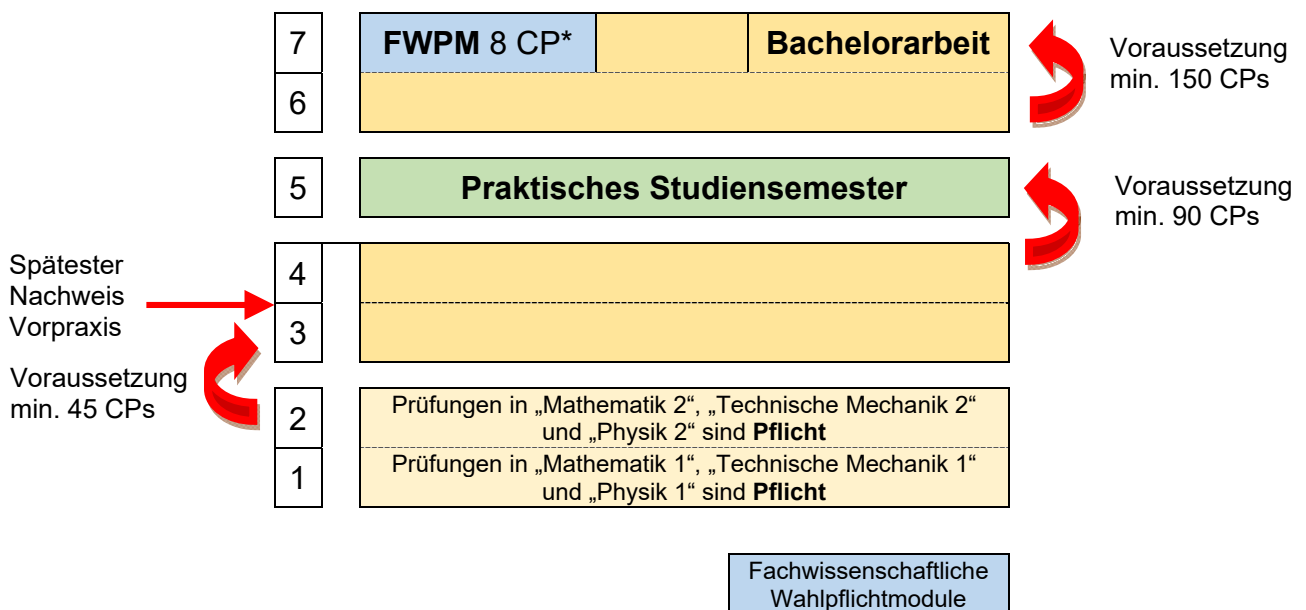 7
FWPM 8 CP*
Bachelorarbeit
Voraussetzung
min. 150 CPs
6
5
Praktisches Studiensemester
Voraussetzung
min. 90 CPs
4
Spätester
Nachweis
Vorpraxis
3
Voraussetzung
min. 45 CPs
2
Prüfungen in „Mathematik 2“, „Technische Mechanik 2“
und „Physik 2“ sind Pflicht
1
Prüfungen in „Mathematik 1“, „Technische Mechanik 1“
und „Physik 1“ sind Pflicht
Fachwissenschaftliche
Wahlpflichtmodule